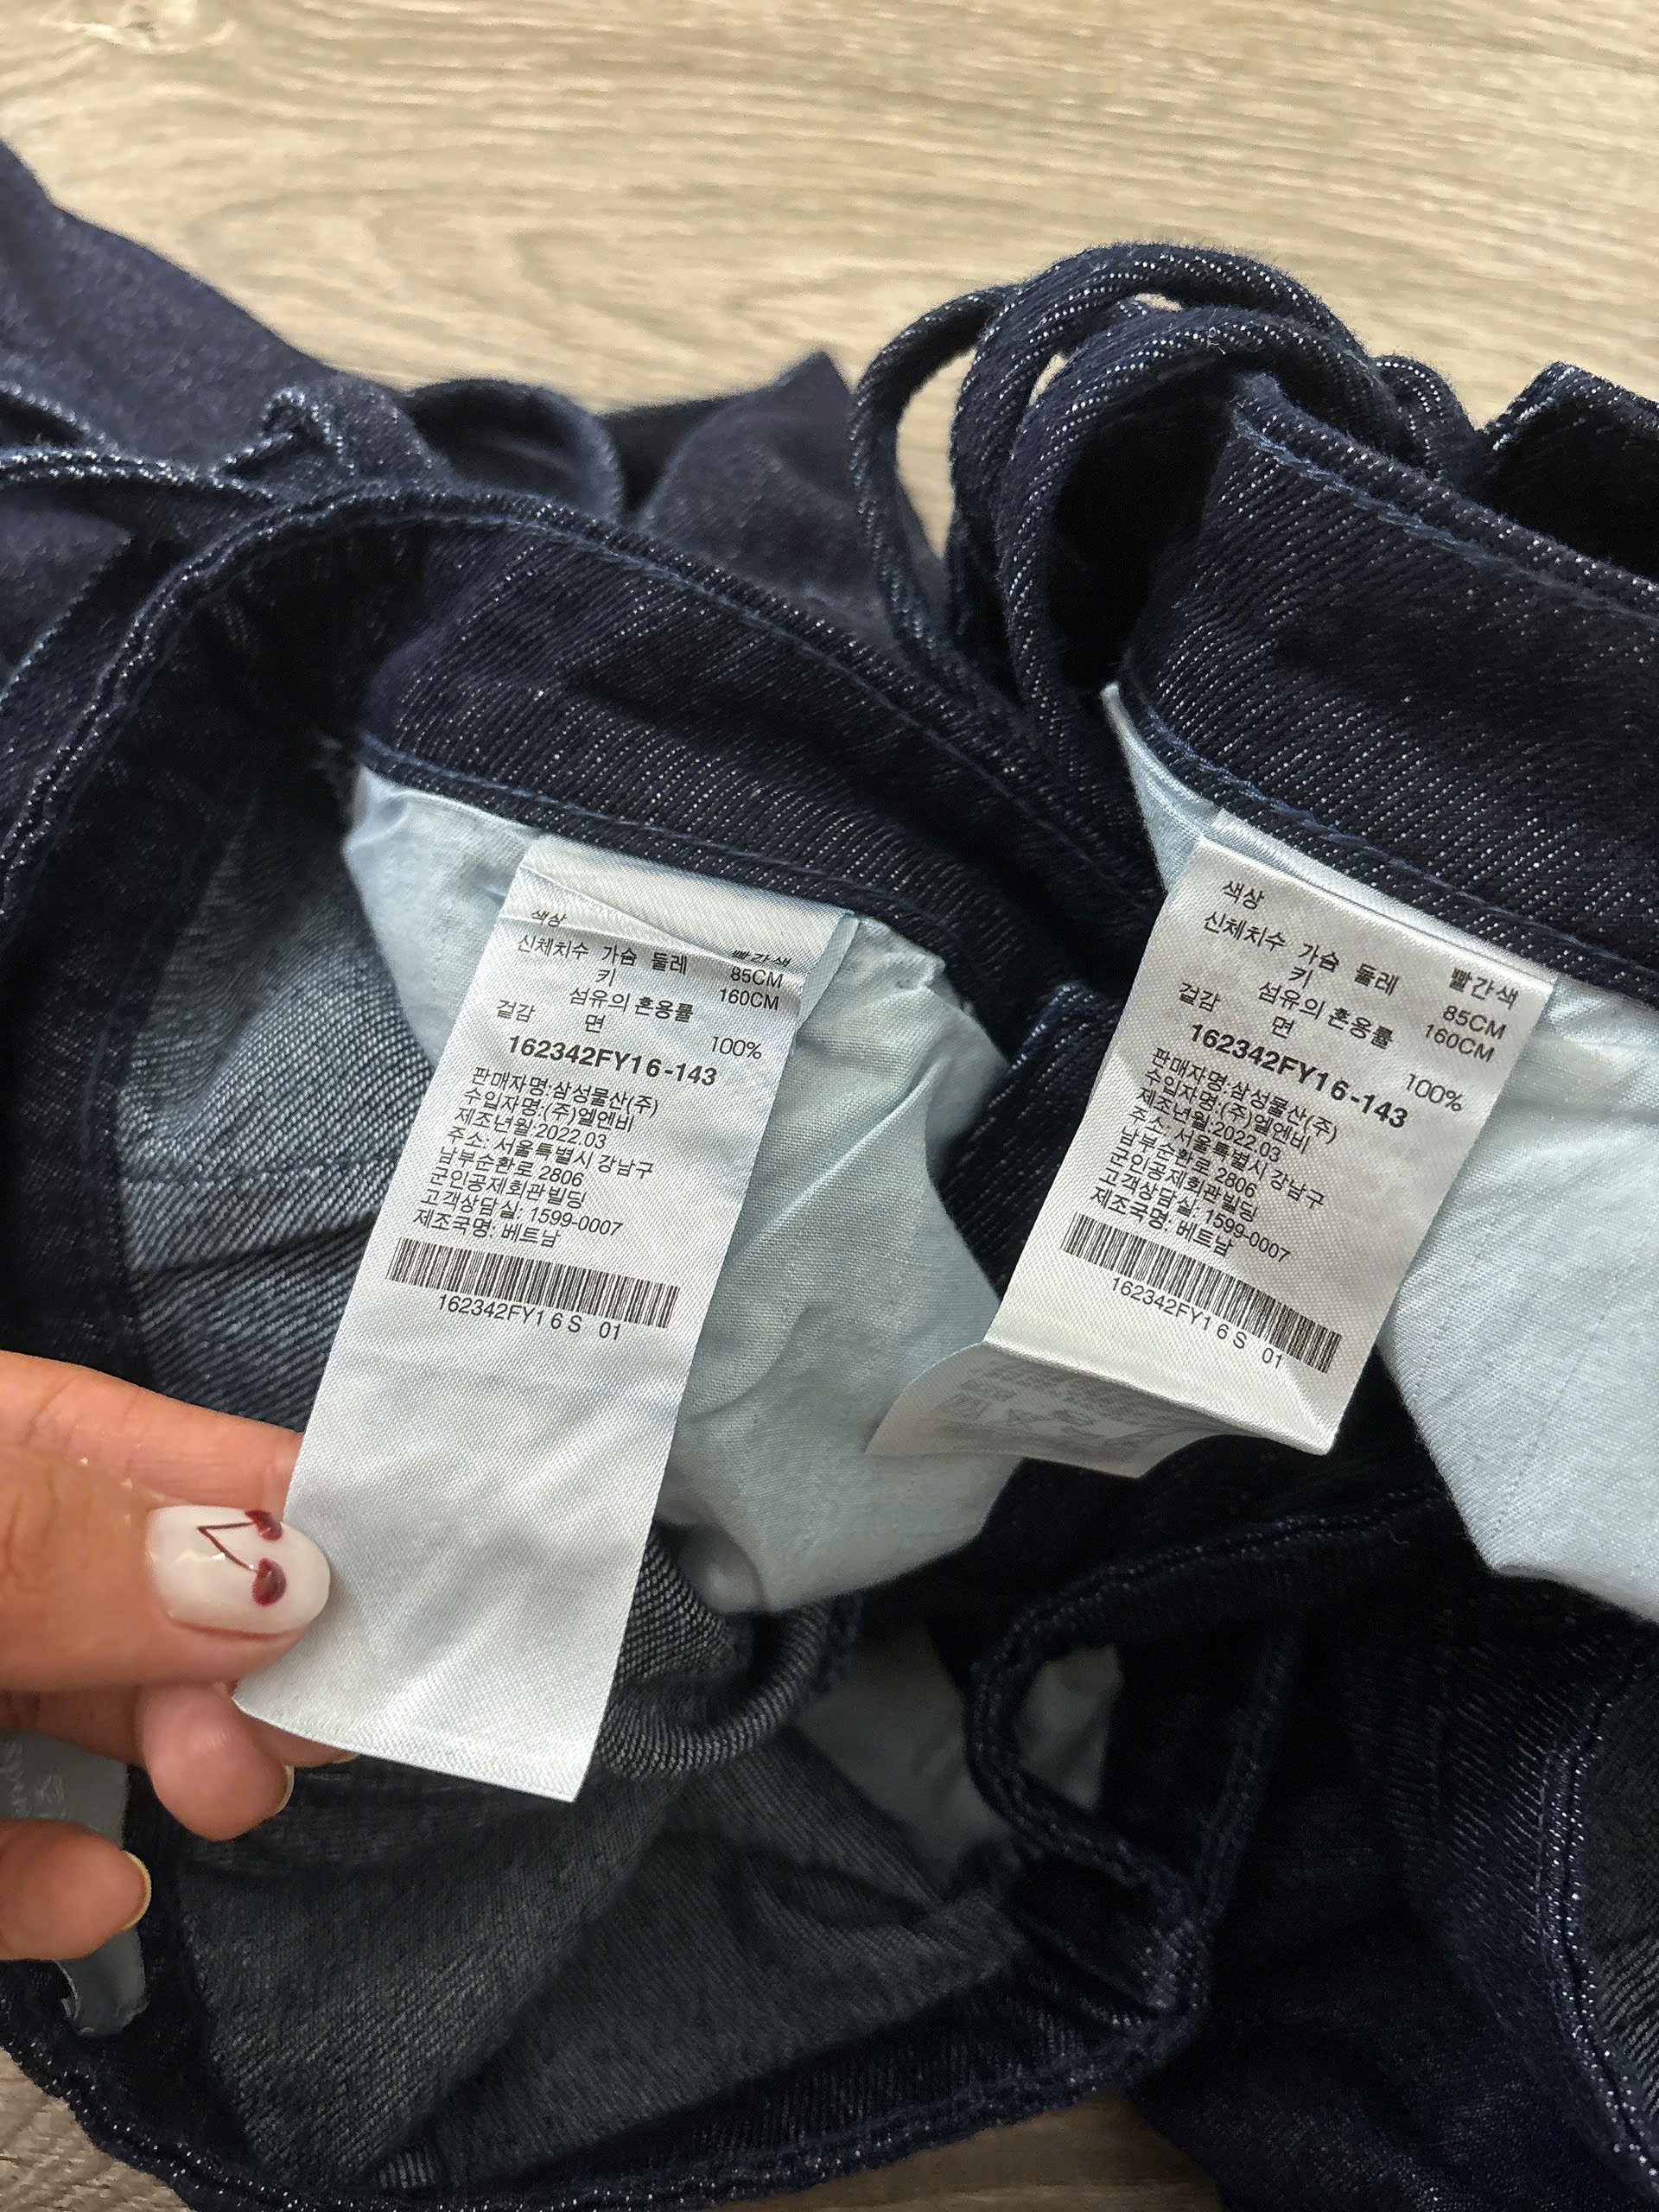 색상 빨간색
신체치수 가슴 둘레 85CM
키 160CM
섬유의 혼용률
겉감 면 100%
162342FY16-143
판매자명:삼성물산(주)
수입자명:(주)엘엔비
제조년월:2022.03
주소: 서울특별시 강남구
남부순환로 2806
군인공제회관빌딩
고객상담실: 1599-0007
제조국명: 베트남
162342FY16S 01
색상 빨간색
신체치수 가슴 둘레 85CM
키 160CM
섬유의 혼용률
겉감 면 100%
162342FY16-143
판매자명:삼성물산(주)
수입자명:(주)엘엔비
제조년월:2022.03
주소: 서울특별시 강남구
남부순환로 2806
군인공제회관빌딩
고객상담실: 1599-0007
제조국명: 베트남
162342FY16S 01